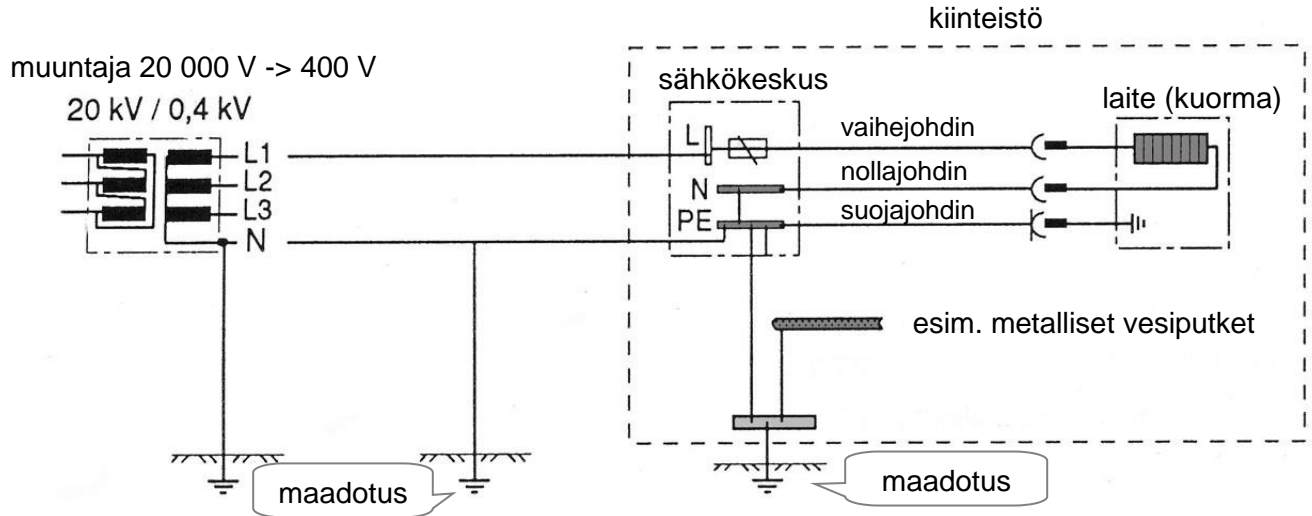 kiinteistö
muuntaja 20 000 V -> 400 V
20 kV / 0,4 kV
sähkökeskus
laite (kuorma)
L1
L2
L3
N
L
vaihejohdin
N
nollajohdin
PE
suojajohdin
esim. metalliset vesiputket
maadotus
maadotus